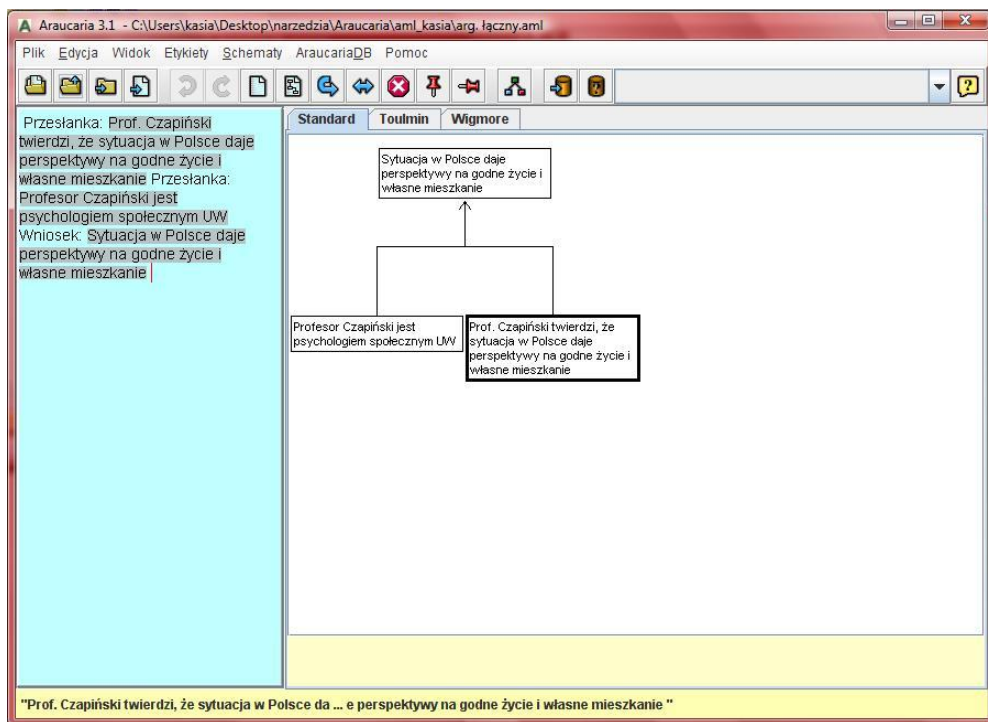 Araucaria 3.1 - C:\Users\kasia\Desktop\narzedzia\Araucaria\aml_kasia\arg. łączny.aml
Plik Edycja Widok Etykiety Schematy AraucariaDB Pomoc
Przesłanka: Prof. Czapiński
twierdzi, że sytuacja w Polsce daje
perspektywy na godne życie i
własne mieszkanie Przesłanka:
Profesor Czapiński jest
psychologiem społecznym UW
Wniosek: Sytuacja w Polsce daje
perspektywy na godne życie i
własne mieszkanie
Standard Toulmin Wigmore
Sytuacja w Polsce daje
perspektywy na godne życie i
własne mieszkanie
Profesor Czapiński jest
psychologiem społecznym UW
Prof. Czapiński twierdzi, że
sytuacja w Polsce daje
perspektywy na godne życie i
własne mieszkanie
"Prof. Czapiński twierdzi, że sytuacja w Polsce da ... e perspektywy na godne życie i własne mieszkanie "